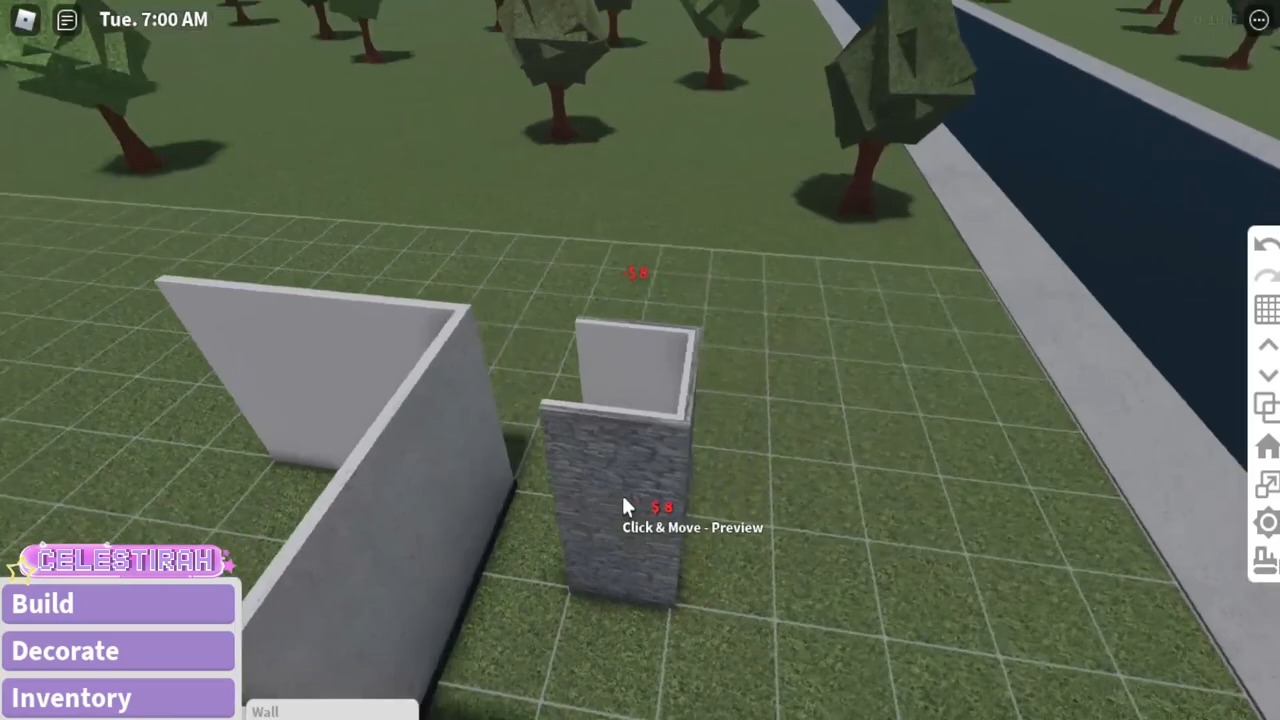 Tue. 7:00 AM
-$ 8
$ 8
Click & Move - Preview
CELESTIRAH
Build
Decorate
Inventory
Wall